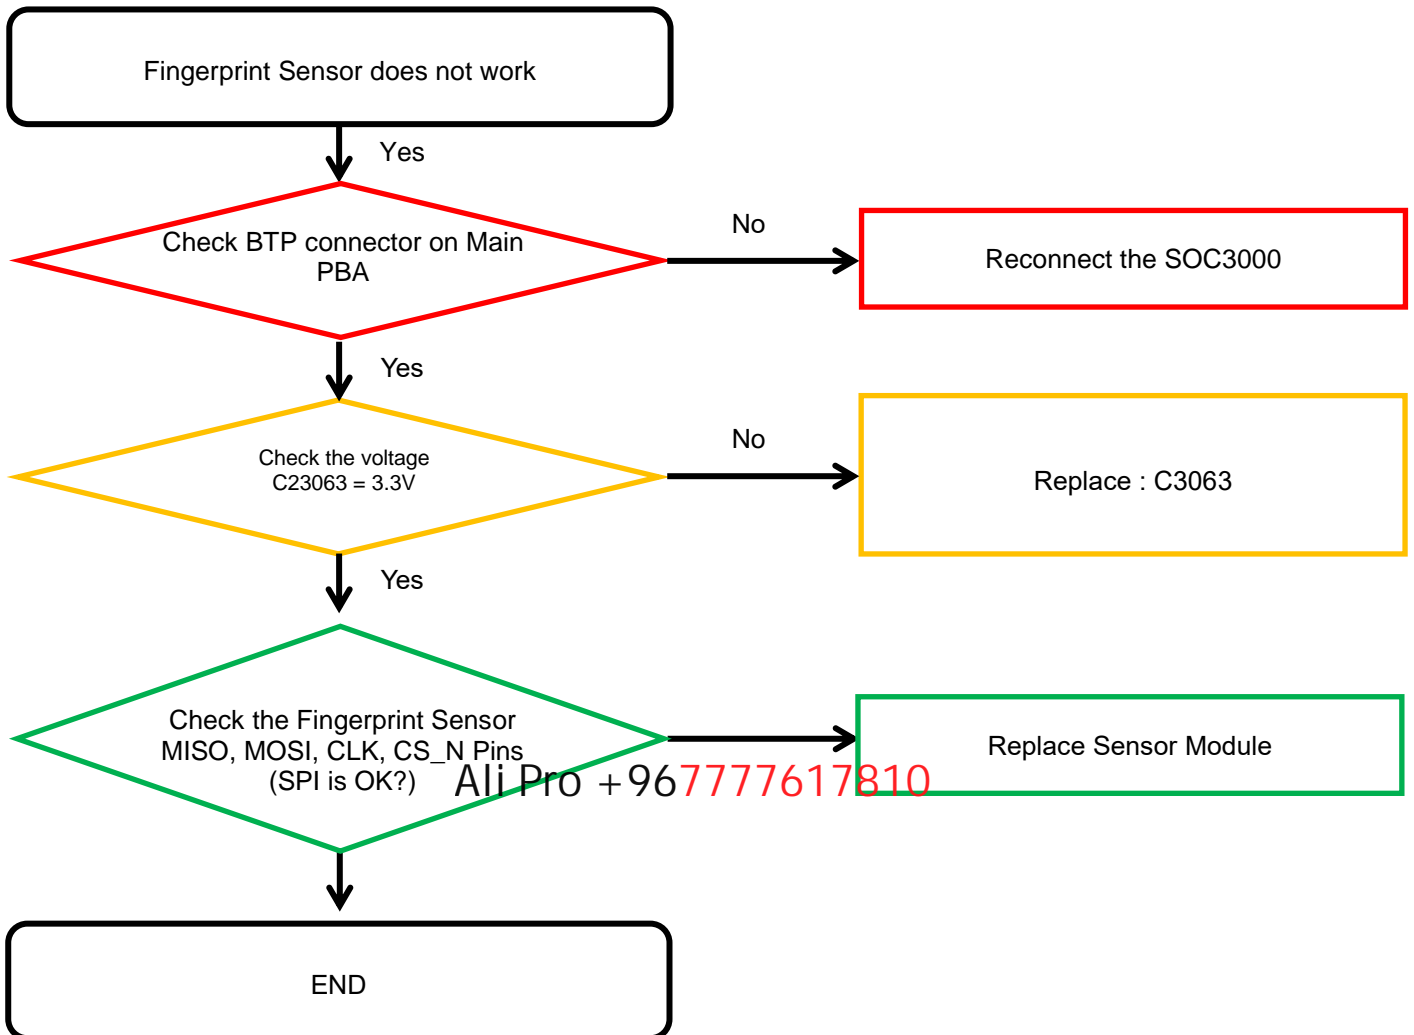 Fingerprint Sensor does not work
Yes
Check BTP connector on Main
PBA
No
Reconnect the SOC3000
Yes
Check the voltage
C23063 = 3.3V
No
Replace : C3063
Yes
Check the Fingerprint Sensor
MISO, MOSI, CLK, CS_N Pins
(SPI is OK?)
Replace Sensor Module
Ali Pro +967777617810
END